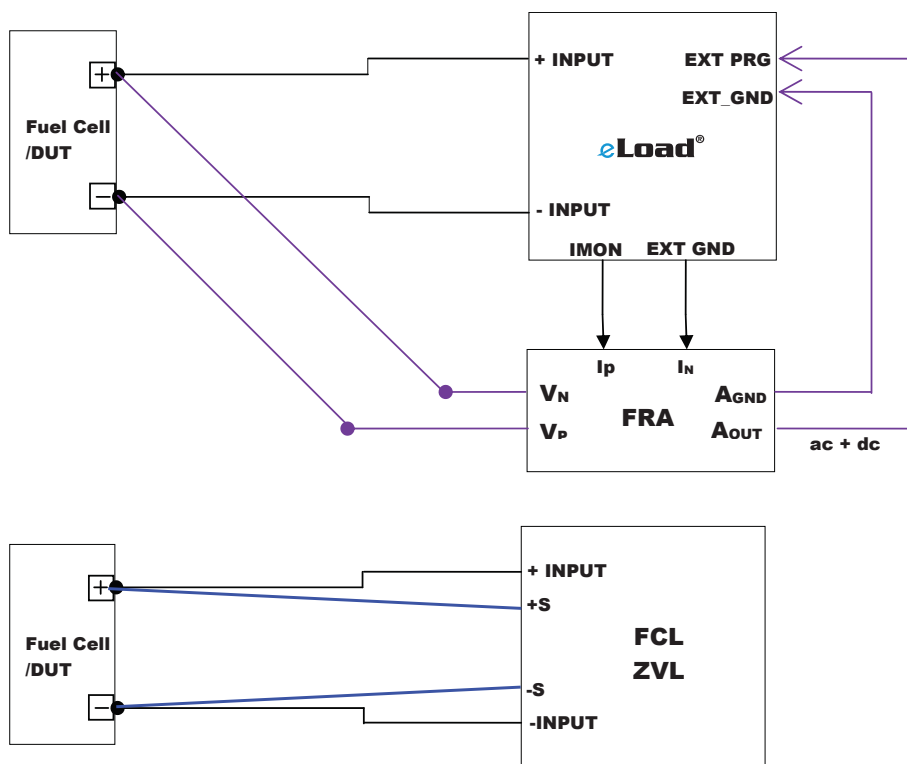 + INPUT
EXT PRG
+
EXT_GND
Fuel Cell
/DUT
eLoad®
−
- INPUT
IMON
EXT GND
Ip
IN
VN
AGND
FRA
VP
AOUT
ac + dc
+ INPUT
+
+S
Fuel Cell
/DUT
FCL
ZVL
-S
−
-INPUT